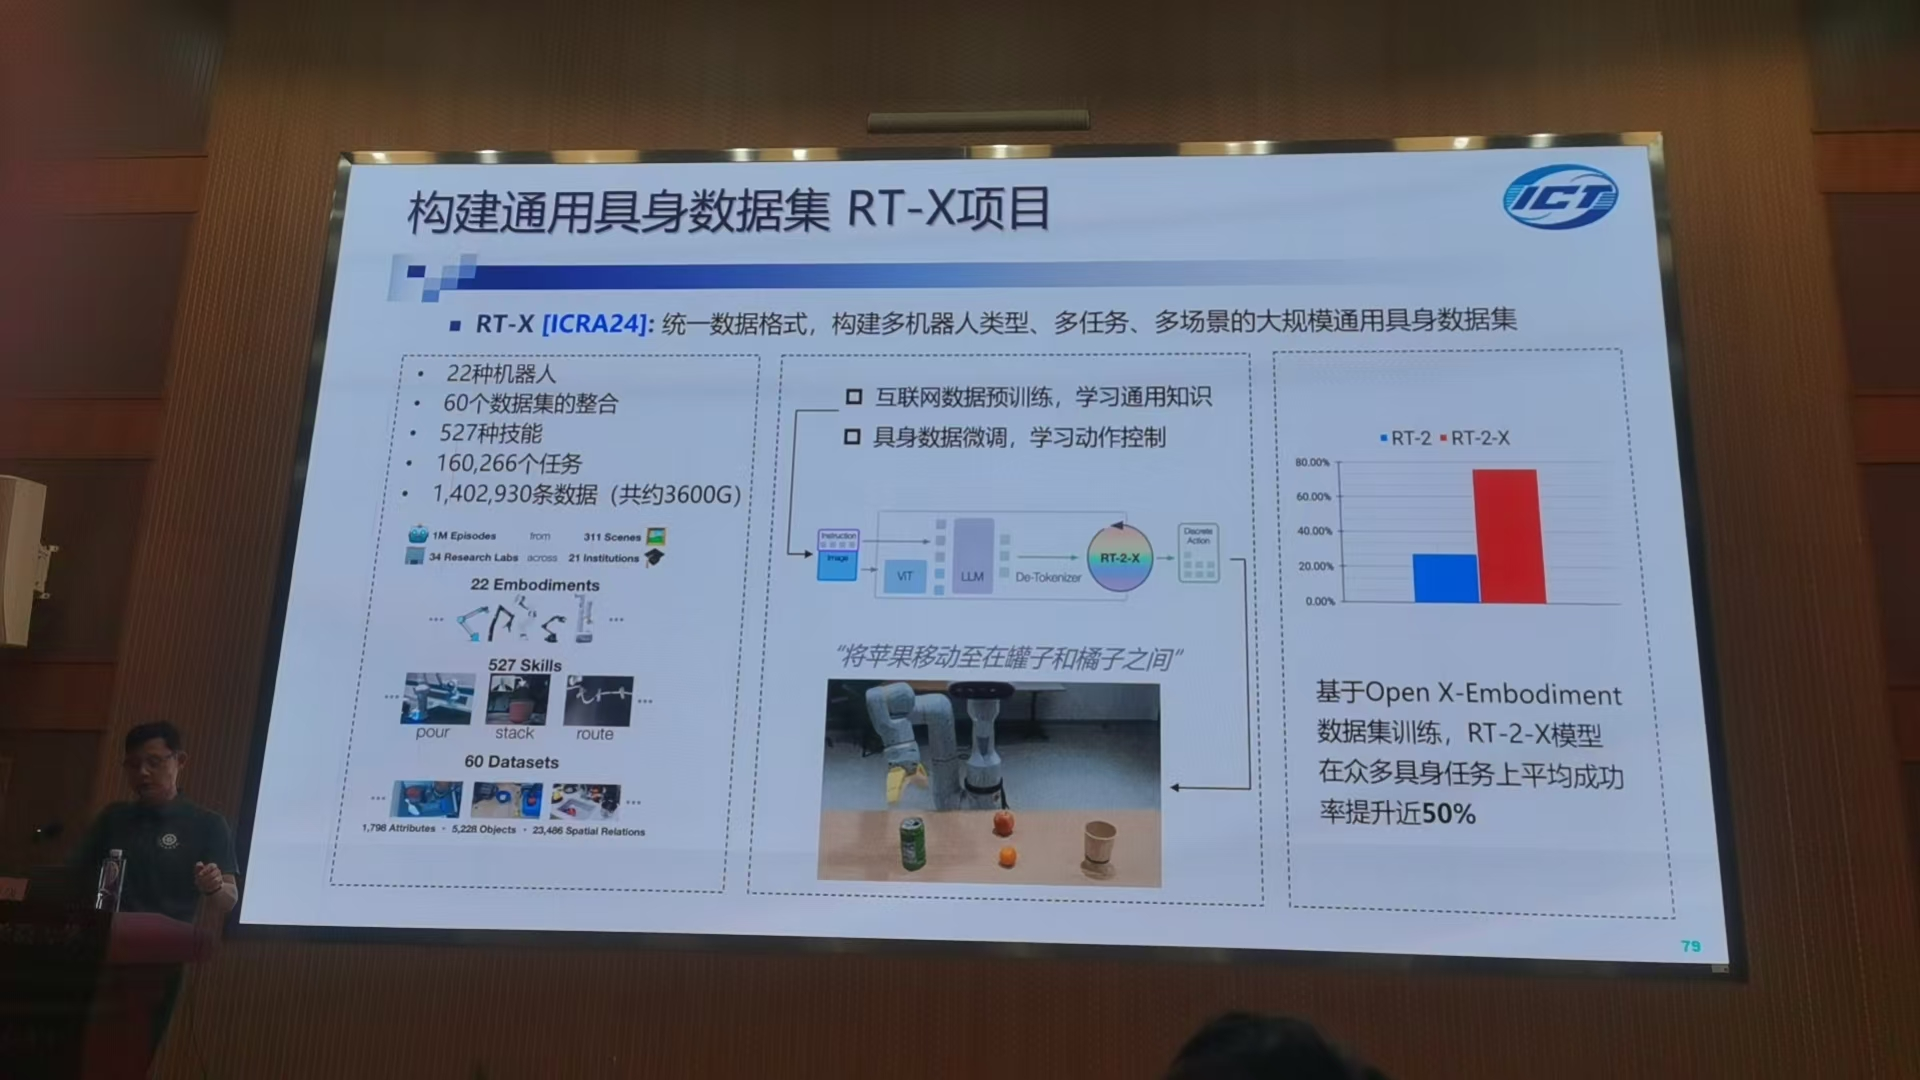 构建通用具身数据集 RT-X项目
ICT
■ RT-X [ICRA24]: 统一数据格式，构建多机器人类型、多任务、多场景的大规模通用具身数据集
• 22种机器人
• 60个数据集的整合
• 527种技能
• 160,266个任务
• 1,402,930条数据（共约3600G）
1M Episodes from 311 Scenes
34 Research Labs across 21 Institutions
22 Embodiments
527 Skills
pour stack route
60 Datasets
1,798 Attributes • 5,228 Objects • 23,486 Spatial Relations
互联网数据预训练，学习通用知识
具身数据微调，学习动作控制
Instruction
Image
ViT
LLM
De-Tokenizer
RT-2-X
Discrete
Action
“将苹果移动至在罐子和橘子之间”
RT-2 RT-2-X
80.00%
60.00%
40.00%
20.00%
0.00%
基于Open X-Embodiment
数据集训练，RT-2-X模型
在众多具身任务上平均成功
率提升近50%
79